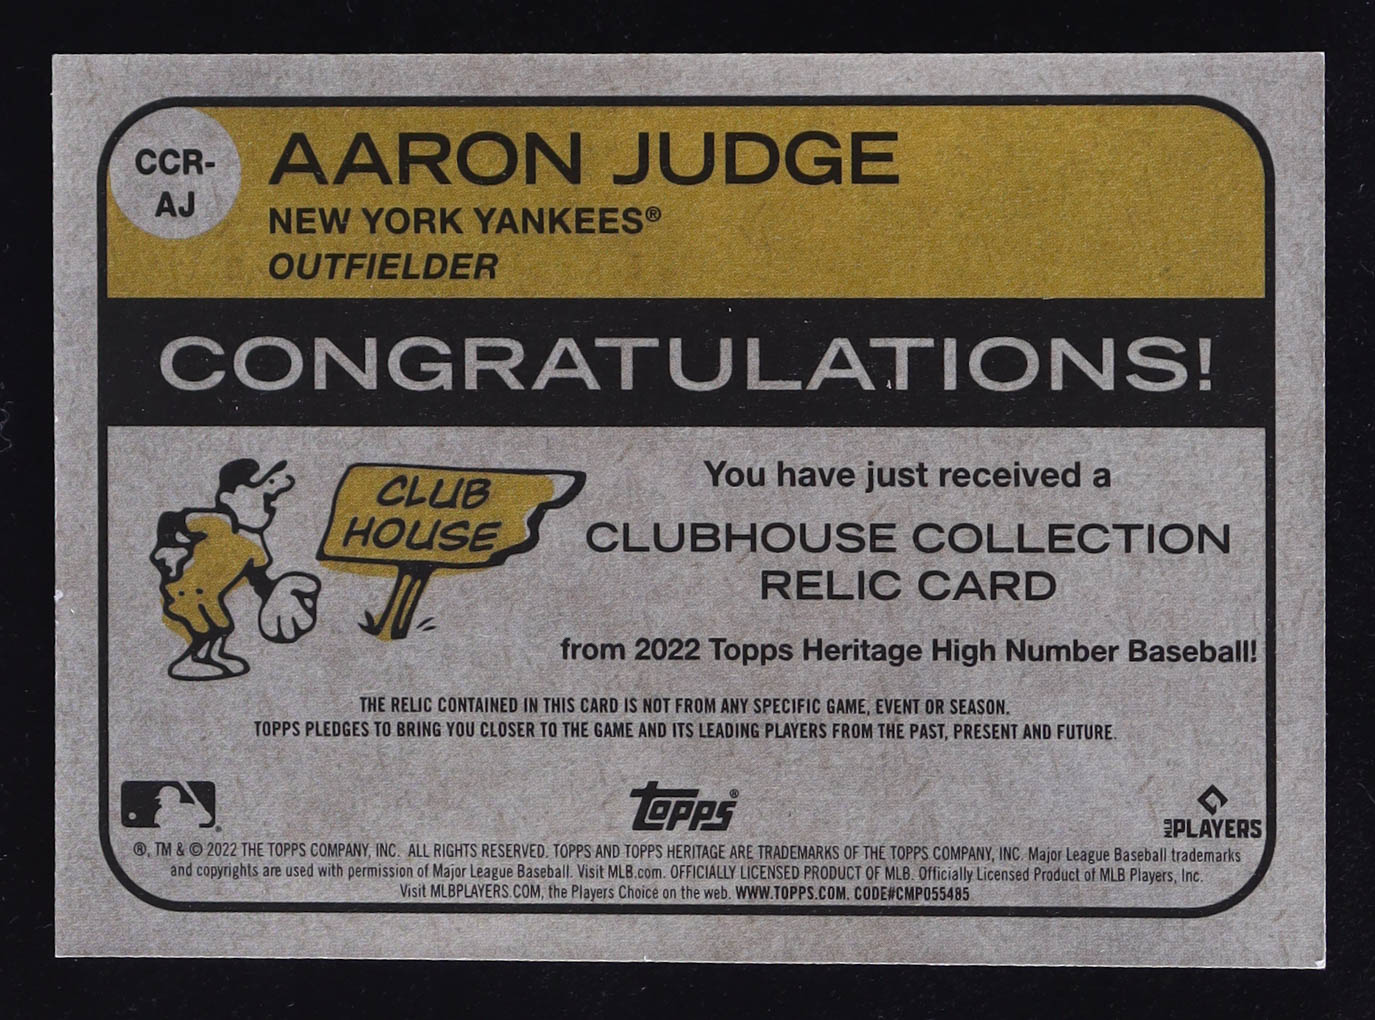 CCR-
AJ
AARON JUDGE
NEW YORK YANKEES®
OUTFIELDER
CONGRATULATIONS!
CLUB
HOUSE
You have just received a
CLUBHOUSE COLLECTION
RELIC CARD
from 2022 Topps Heritage High Number Baseball!
THE RELIC CONTAINED IN THIS CARD IS NOT FROM ANY SPECIFIC GAME, EVENT OR SEASON.
TOPPS PLEDGES TO BRING YOU CLOSER TO THE GAME AND ITS LEADING PLAYERS FROM THE PAST, PRESENT AND FUTURE.
®
Topps®
MLB PLAYERS
®, TM & © 2022 THE TOPPS COMPANY, INC. ALL RIGHTS RESERVED. TOPPS AND TOPPS HERITAGE ARE TRADEMARKS OF THE TOPPS COMPANY, INC. Major League Baseball trademarks
and copyrights are used with permission of Major League Baseball. Visit MLB.com. OFFICIALLY LICENSED PRODUCT OF MLB. Officially Licensed Product of MLB Players, Inc.
Visit MLBPLAYERS.COM, the Players Choice on the web. WWW.TOPPS.COM. CODE#CMP055485